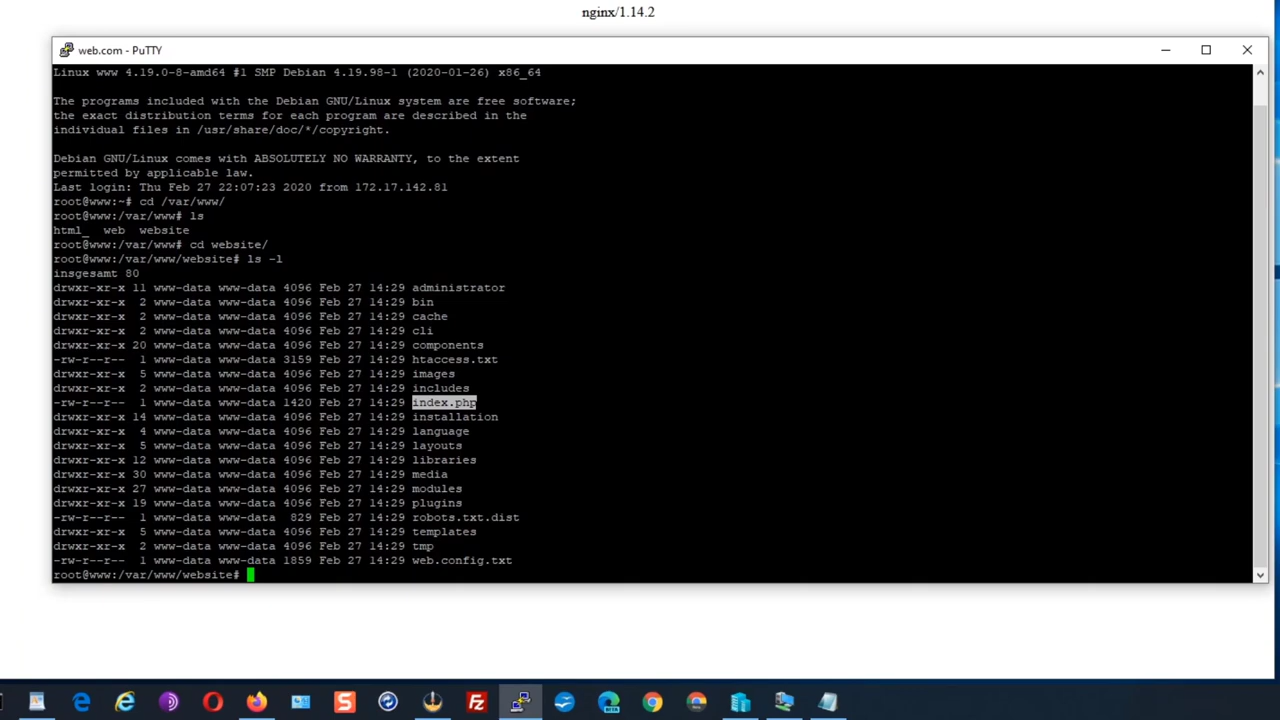 nginx/1.14.2
web.com - PuTTY
Linux www 4.19.0-8-amd64 #1 SMP Debian 4.19.98-1 (2020-01-26) x86_64
The programs included with the Debian GNU/Linux system are free software;
the exact distribution terms for each program are described in the
individual files in /usr/share/doc/*/copyright.
Debian GNU/Linux comes with ABSOLUTELY NO WARRANTY, to the extent
permitted by applicable law.
Last login: Thu Feb 27 22:07:23 2020 from 172.17.142.81
root@www:~# cd /var/www/
root@www:/var/www# ls
html_  web  website
root@www:/var/www# cd website/
root@www:/var/www/website# ls -l
insgesamt 80
drwxr-xr-x 11 www-data www-data 4096 Feb 27 14:29 administrator
drwxr-xr-x  2 www-data www-data 4096 Feb 27 14:29 bin
drwxr-xr-x  2 www-data www-data 4096 Feb 27 14:29 cache
drwxr-xr-x  2 www-data www-data 4096 Feb 27 14:29 cli
drwxr-xr-x 20 www-data www-data 4096 Feb 27 14:29 components
-rw-r--r--  1 www-data www-data 3159 Feb 27 14:29 htaccess.txt
drwxr-xr-x  5 www-data www-data 4096 Feb 27 14:29 images
drwxr-xr-x  2 www-data www-data 4096 Feb 27 14:29 includes
-rw-r--r--  1 www-data www-data 1420 Feb 27 14:29 index.php
drwxr-xr-x 14 www-data www-data 4096 Feb 27 14:29 installation
drwxr-xr-x  4 www-data www-data 4096 Feb 27 14:29 language
drwxr-xr-x  5 www-data www-data 4096 Feb 27 14:29 layouts
drwxr-xr-x 12 www-data www-data 4096 Feb 27 14:29 libraries
drwxr-xr-x 30 www-data www-data 4096 Feb 27 14:29 media
drwxr-xr-x 27 www-data www-data 4096 Feb 27 14:29 modules
drwxr-xr-x 19 www-data www-data 4096 Feb 27 14:29 plugins
-rw-r--r--  1 www-data www-data  829 Feb 27 14:29 robots.txt.dist
drwxr-xr-x  5 www-data www-data 4096 Feb 27 14:29 templates
drwxr-xr-x  2 www-data www-data 4096 Feb 27 14:29 tmp
-rw-r--r--  1 www-data www-data 1859 Feb 27 14:29 web.config.txt
root@www:/var/www/website#